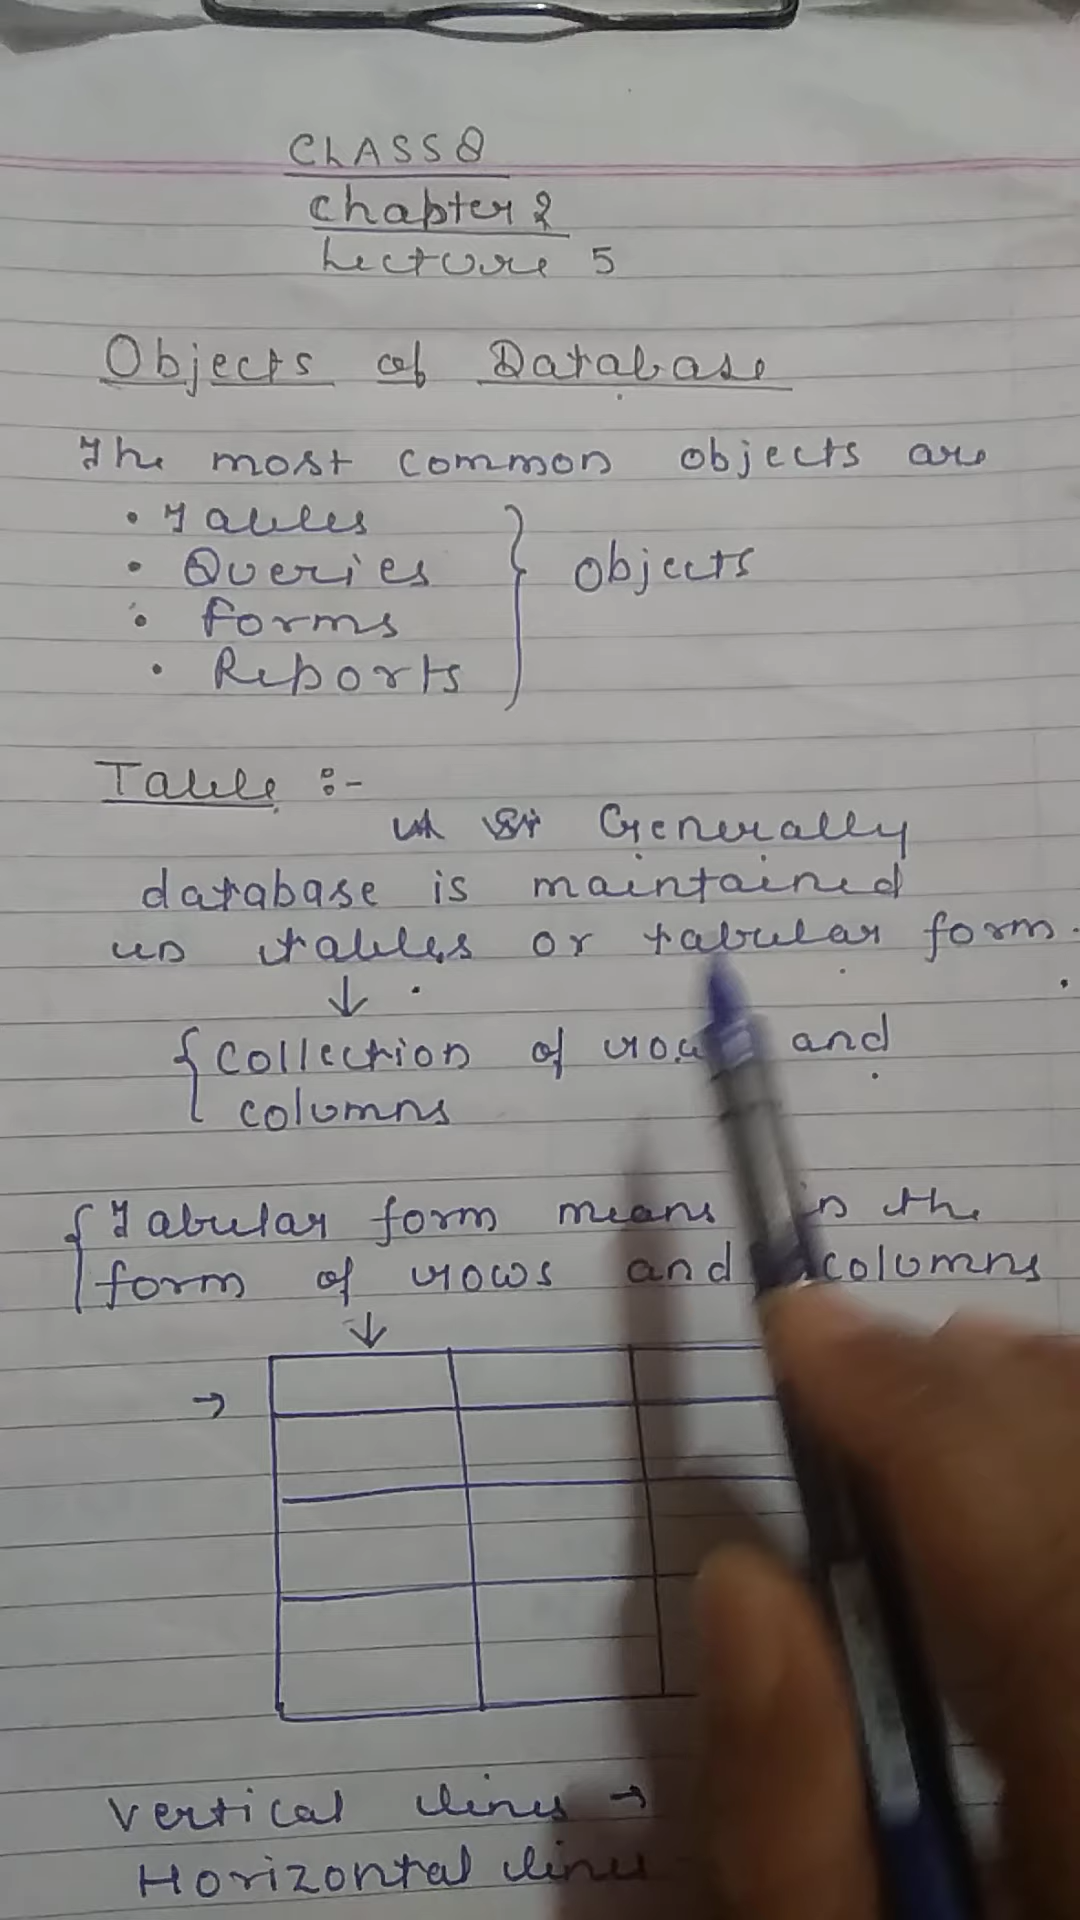 CLASS 8
Chapter 2
Lecture 5
Objects of Database
The most common objects are
• Tables
• Queries
• Forms
• Reports
} objects
Table :-
Generally
database is maintained
in tables or tabular form.
↓
{ Collection of rows and
columns
{ Tabular form means in the
form of rows and columns
↓
→
Vertical lines →
Horizontal lines